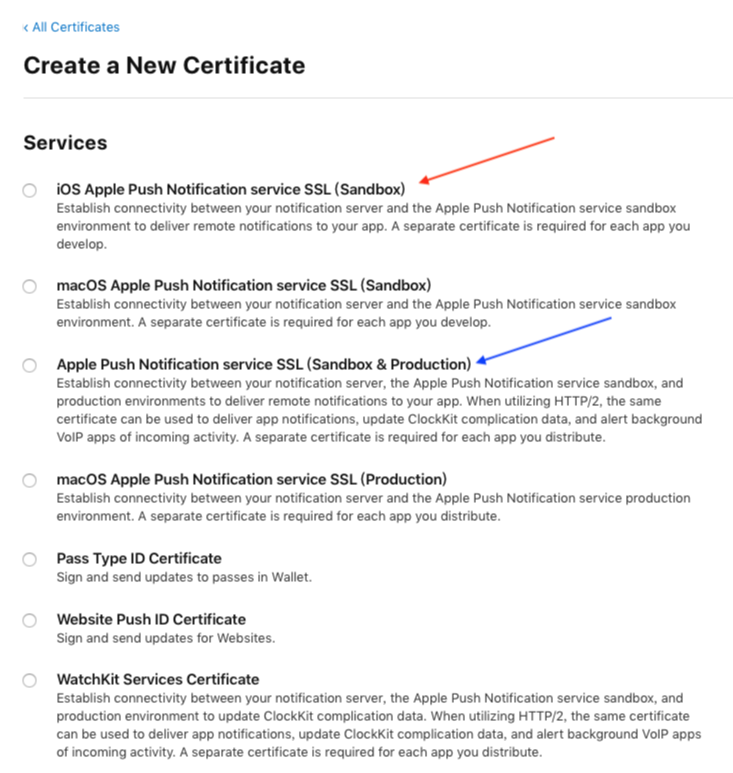 ‹ All Certificates
Create a New Certificate
Services
iOS Apple Push Notification service SSL (Sandbox)
Establish connectivity between your notification server and the Apple Push Notification service sandbox
environment to deliver remote notifications to your app. A separate certificate is required for each app you
develop.
macOS Apple Push Notification service SSL (Sandbox)
Establish connectivity between your notification server and the Apple Push Notification service sandbox
environment. A separate certificate is required for each app you develop.
Apple Push Notification service SSL (Sandbox & Production)
Establish connectivity between your notification server, the Apple Push Notification service sandbox, and
production environments to deliver remote notifications to your app. When utilizing HTTP/2, the same
certificate can be used to deliver app notifications, update ClockKit complication data, and alert background
VoIP apps of incoming activity. A separate certificate is required for each app you distribute.
macOS Apple Push Notification service SSL (Production)
Establish connectivity between your notification server and the Apple Push Notification service production
environment. A separate certificate is required for each app you distribute.
Pass Type ID Certificate
Sign and send updates to passes in Wallet.
Website Push ID Certificate
Sign and send updates for Websites.
WatchKit Services Certificate
Establish connectivity between your notification server, the Apple Push Notification service sandbox, and
production environment to update ClockKit complication data. When utilizing HTTP/2, the same certificate
can be used to deliver app notifications, update ClockKit complication data, and alert background VoIP apps
of incoming activity. A separate certificate is required for each app you distribute.